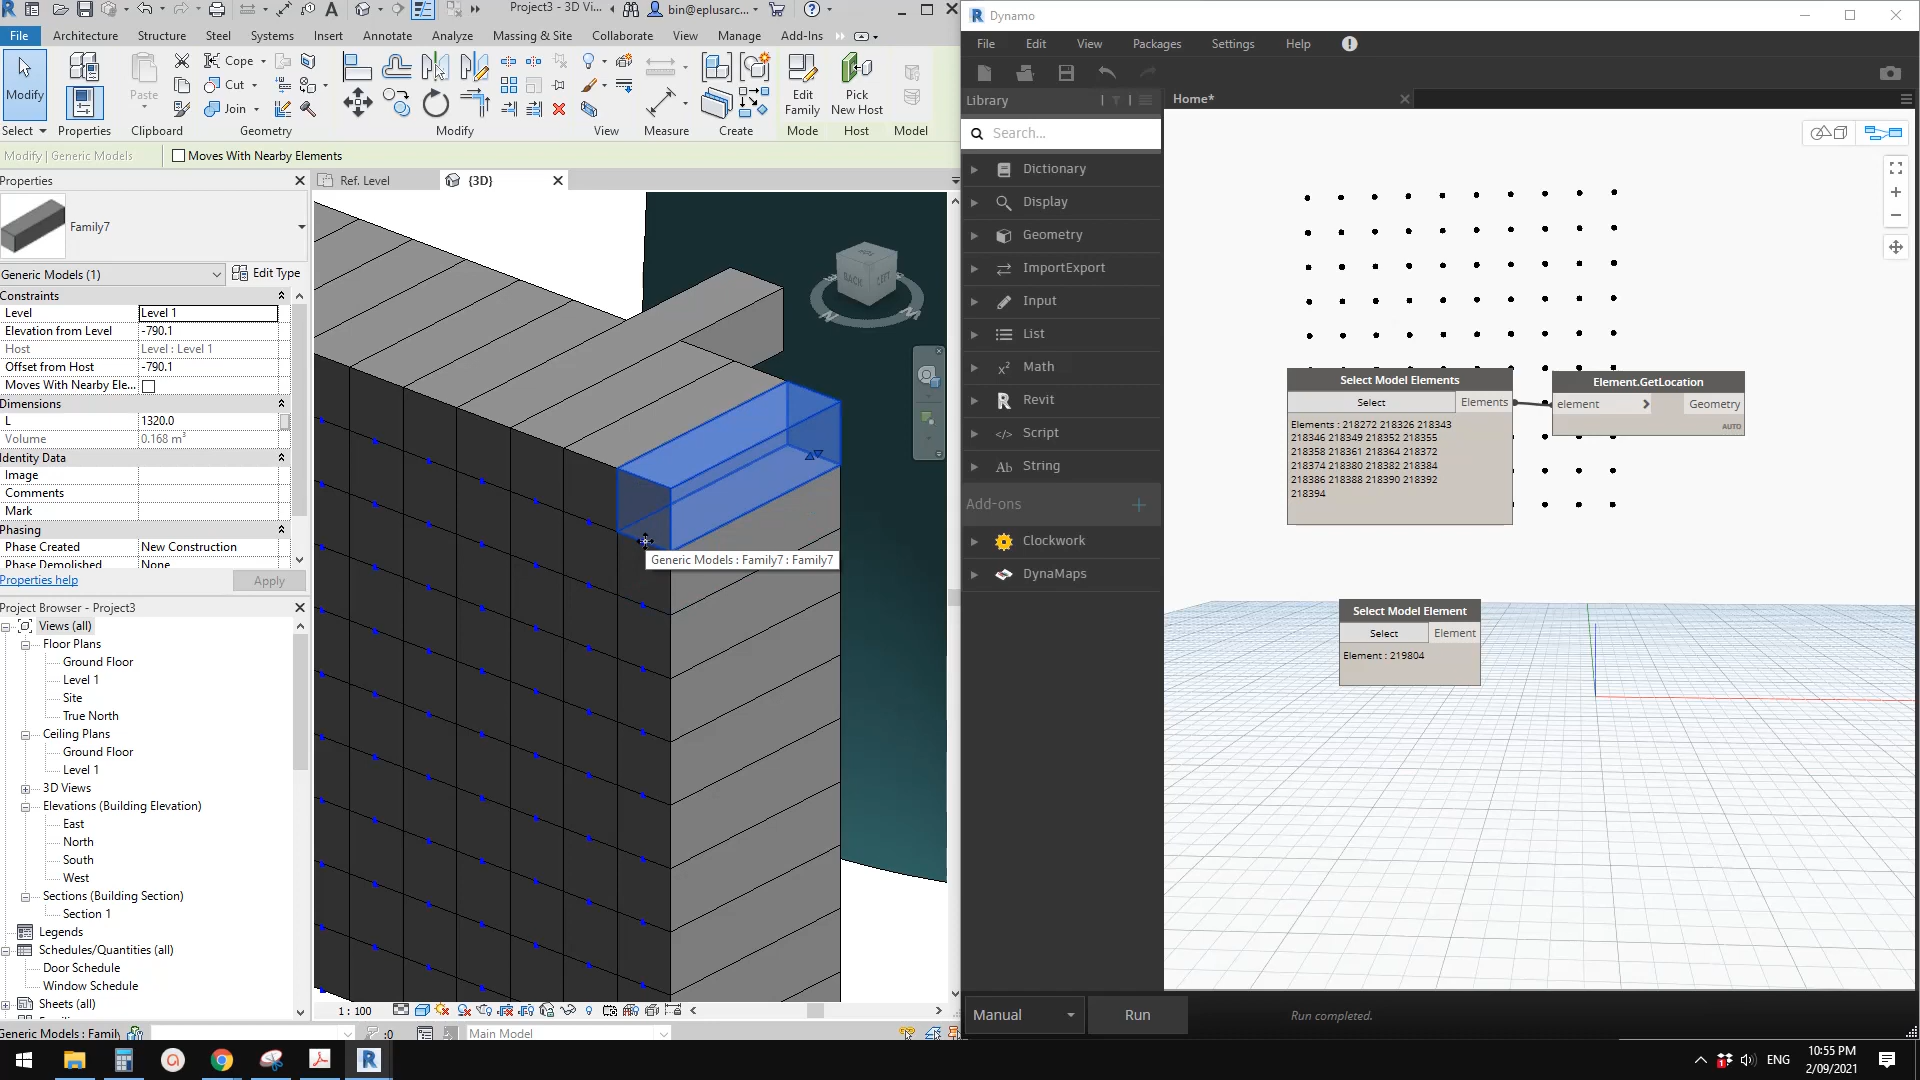 Project3 - 3D Vi...
bin@eplusarc...
File
Architecture
Structure
Steel
Systems
Insert
Annotate
Analyze
Massing & Site
Collaborate
View
Manage
Add-Ins
Modify
Paste
Cope
Cut
Join
Edit
Family
Pick
New Host
Select
Properties
Clipboard
Geometry
Modify
View
Measure
Create
Mode
Host
Model
Modify | Generic Models
Moves With Nearby Elements
Properties
Family7
Generic Models (1)
Edit Type
Constraints
Level
Level 1
Elevation from Level
-790.1
Host
Level : Level 1
Offset from Host
-790.1
Moves With Nearby Ele...
Dimensions
L
1320.0
Volume
0.168 m³
Identity Data
Image
Comments
Mark
Phasing
Phase Created
New Construction
Phase Demolished
None
Properties help
Apply
Project Browser - Project3
Views (all)
Floor Plans
Ground Floor
Level 1
Site
True North
Ceiling Plans
Ground Floor
Level 1
3D Views
Elevations (Building Elevation)
East
North
South
West
Sections (Building Section)
Section 1
Legends
Schedules/Quantities (all)
Door Schedule
Window Schedule
Sheets (all)
Ref. Level
{3D}
BACK
Generic Models : Family7 : Family7
1 : 100
Generic Models : Famil
:0
Main Model
Dynamo
File
Edit
View
Packages
Settings
Help
Library
Home*
Search...
Dictionary
Display
Geometry
ImportExport
Input
List
Math
Revit
Script
String
Add-ons
Clockwork
DynaMaps
Select Model Elements
Select
Elements
Elements : 218272 218326 218343
218346 218349 218352 218355
218358 218361 218364 218372
218374 218380 218382 218384
218386 218388 218390 218392
218394
Element.GetLocation
element
Geometry
AUTO
Select Model Element
Select
Element
Element : 219804
Manual
Run
Run completed.
ENG
10:55 PM
2/09/2021